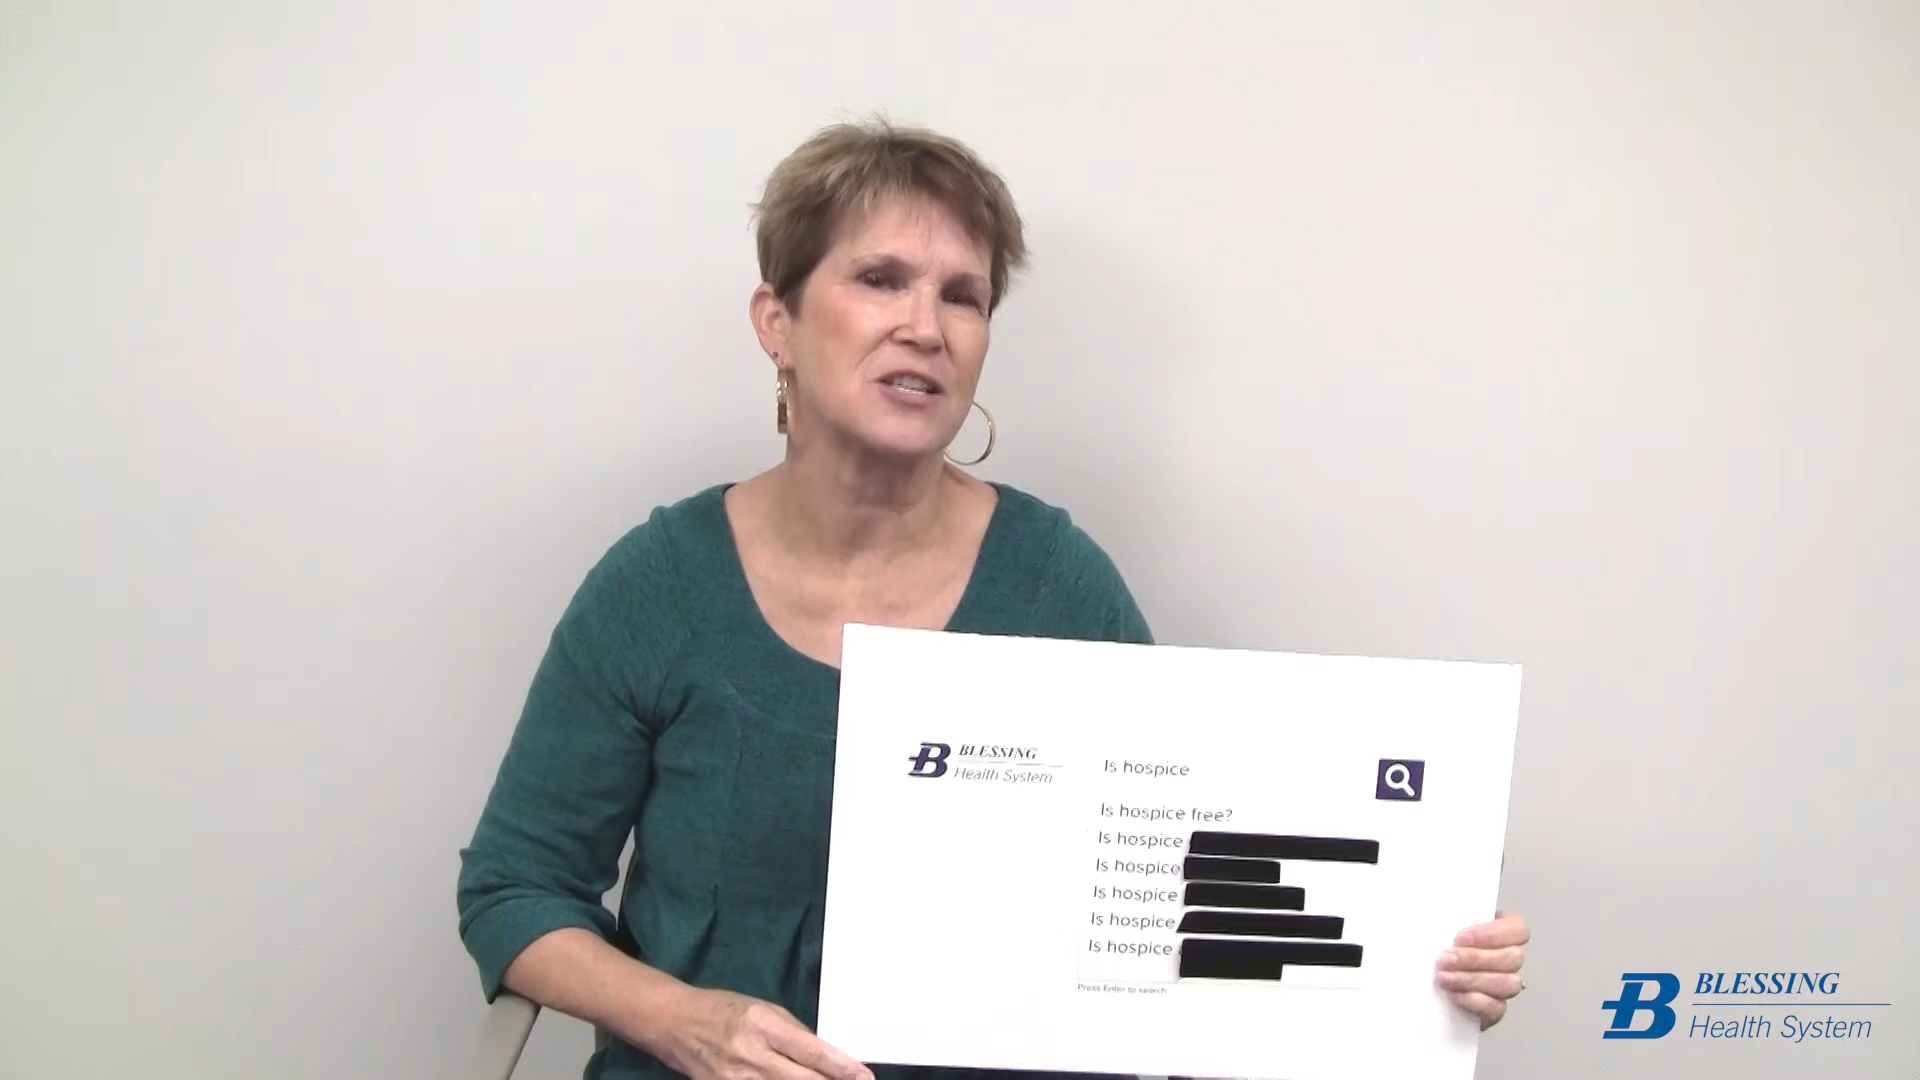 BLESSING
Health System
Is hospice
Is hospice free?
Is hospice
Is hospice
Is hospice
Is hospice
Is hospice
Press Enter to search
BLESSING
Health System